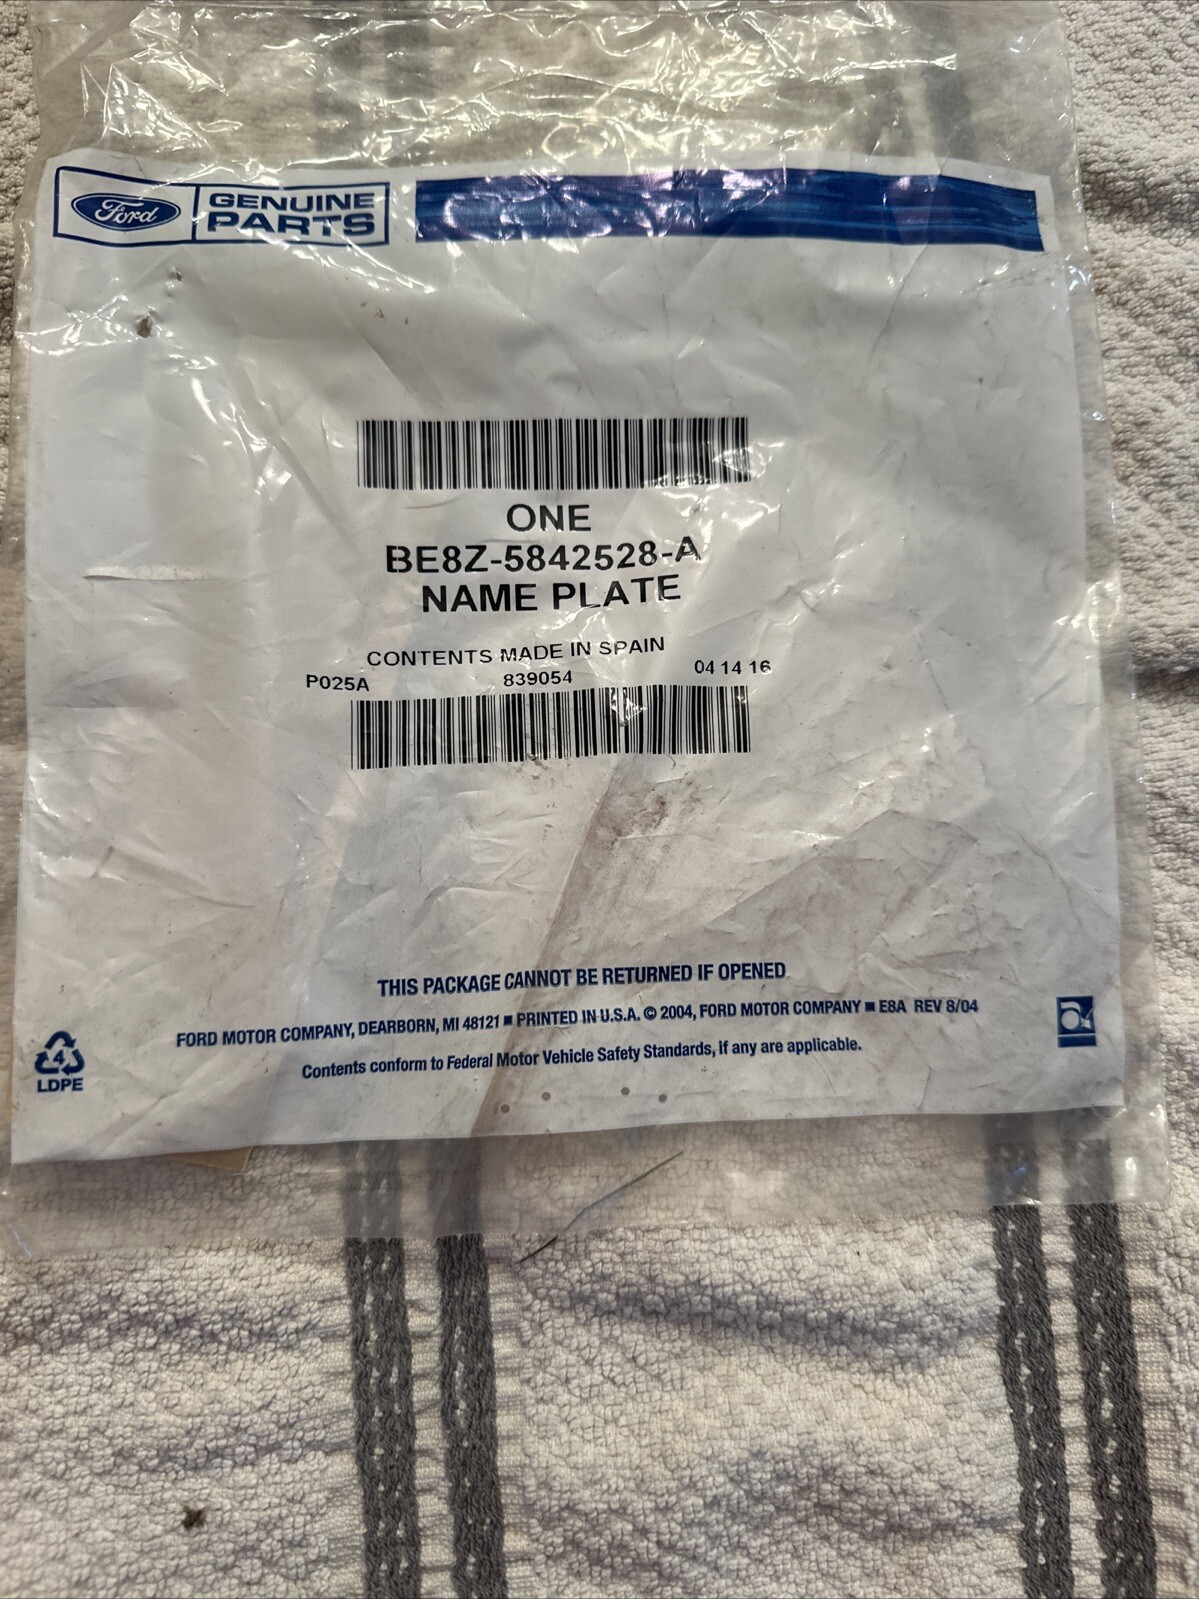 Ford GENUINE
PARTS
ONE
BE8Z-5842528-A
NAME PLATE
CONTENTS MADE IN SPAIN
P025A 839054 04 14 16
THIS PACKAGE CANNOT BE RETURNED IF OPENED
FORD MOTOR COMPANY, DEARBORN, MI 48121 ■ PRINTED IN U.S.A. © 2004, FORD MOTOR COMPANY ■ E8A REV 8/04
Contents conform to Federal Motor Vehicle Safety Standards, if any are applicable.
4
LDPE